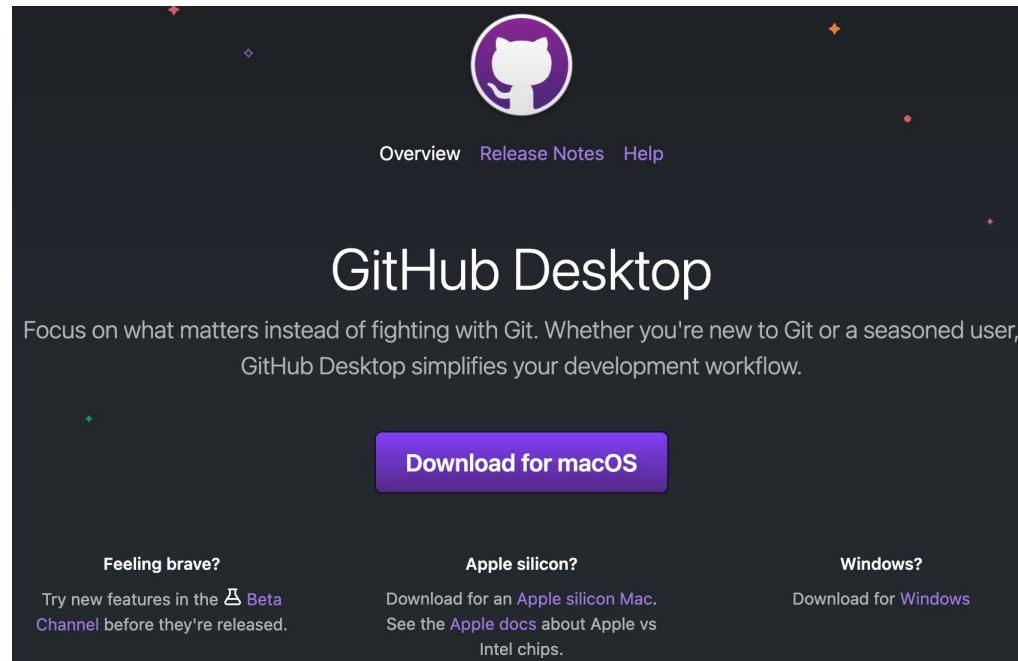 Overview Release Notes Help
GitHub Desktop
Focus on what matters instead of fighting with Git. Whether you're new to Git or a seasoned user,
GitHub Desktop simplifies your development workflow.
Download for macOS
Feeling brave?
Try new features in the Beta
Channel before they're released.
Apple silicon?
Download for an Apple silicon Mac.
See the Apple docs about Apple vs
Intel chips.
Windows?
Download for Windows